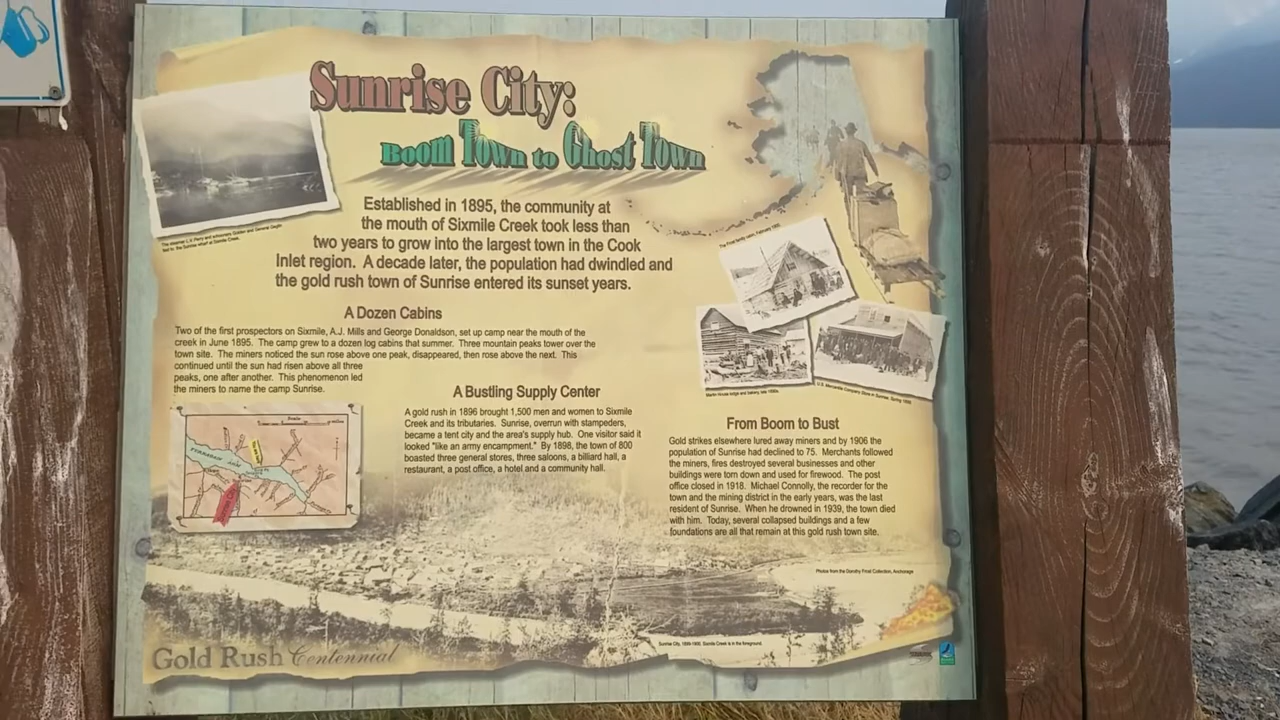 Sunrise City:
Boom Town to Ghost Town
Established in 1895, the community at
the mouth of Sixmile Creek took less than
two years to grow into the largest town in the Cook
Inlet region. A decade later, the population had dwindled and
the gold rush town of Sunrise entered its sunset years.
A Dozen Cabins
Two of the first prospectors on Sixmile, A.J. Mills and George Donaldson, set up camp near the mouth of the
creek in June 1895. The camp grew to a dozen log cabins that summer. Three mountain peaks tower over the
town site. The miners noticed the sun rose above one peak, disappeared, then rose above the next. This
continued until the sun had risen above all three
peaks, one after another. This phenomenon led
the miners to name the camp Sunrise.
A Bustling Supply Center
A gold rush in 1896 brought 1,500 men and women to Sixmile
Creek and its tributaries. Sunrise, overrun with stampeders,
became a tent city and the area's supply hub. One visitor said it
looked "like an army encampment." By 1898, the town of 800
boasted three general stores, three saloons, a billiard hall, a
restaurant, a post office, a hotel and a community hall.
From Boom to Bust
Gold strikes elsewhere lured away miners and by 1906 the
population of Sunrise had declined to 75. Merchants followed
the miners, fires destroyed several businesses and other
buildings were torn down and used for firewood. The post
office closed in 1918. Michael Connolly, the recorder for the
town and the mining district in the early years, was the last
resident of Sunrise. When he drowned in 1939, the town died
with him. Today, several collapsed buildings and a few
foundations are all that remain at this gold rush town site.
Photos from the Dorothy Frost Collection, Anchorage
Sixmile Creek is in the foreground.
Gold Rush Centennial